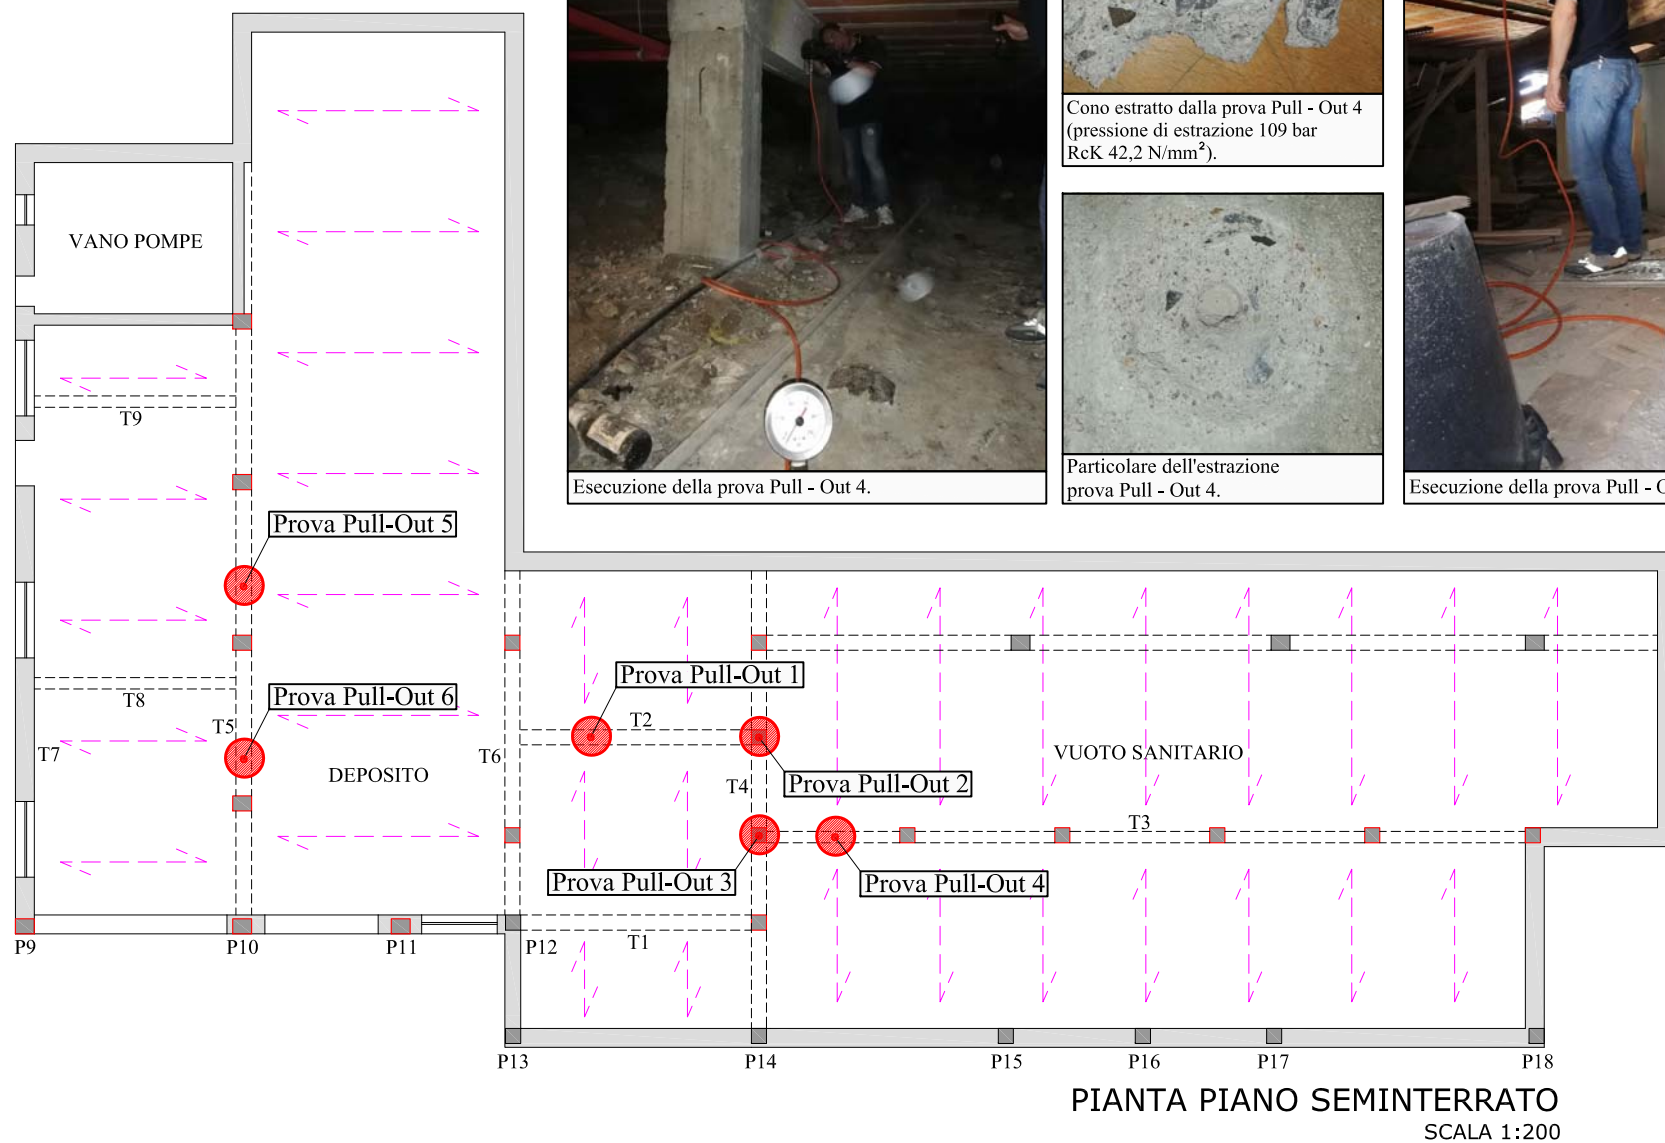 Cono estratto dalla prova Pull - Out 4
(pressione di estrazione 109 bar
RcK 42,2 N/mm²).
VANO POMPE
Particolare dell'estrazione
prova Pull - Out 4.
Esecuzione della prova Pull - Out 4.
Esecuzione della prova Pull - O
T9
Prova Pull-Out 5
Prova Pull-Out 1
T8
Prova Pull-Out 6
T5
T2
T7
T6
DEPOSITO
VUOTO SANITARIO
T4
Prova Pull-Out 2
T3
Prova Pull-Out 3
Prova Pull-Out 4
P9
P10
P11
P12
T1
P13
P14
P15
P16
P17
P18
PIANTA PIANO SEMINTERRATO
SCALA 1:200